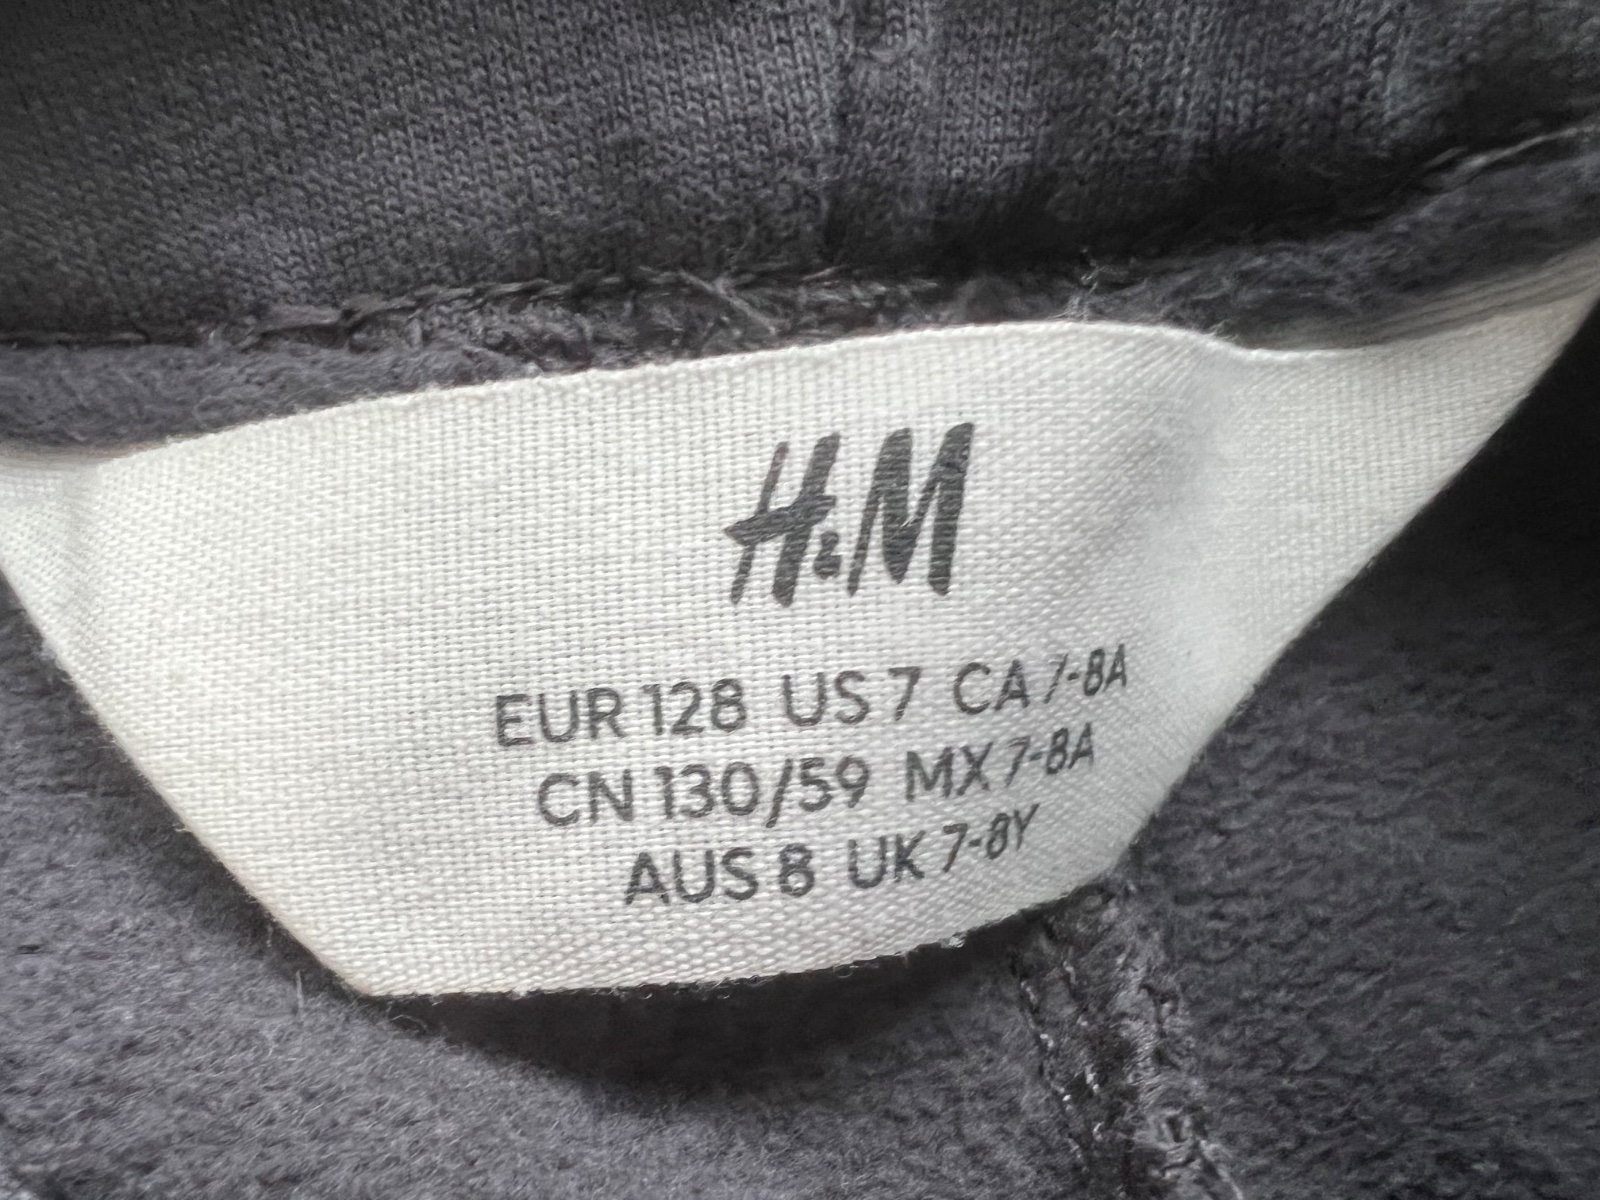 H&M
EUR 128 US 7 CA 7-8A
CN 130/59 MX 7-8A
AUS 8 UK 7-8Y